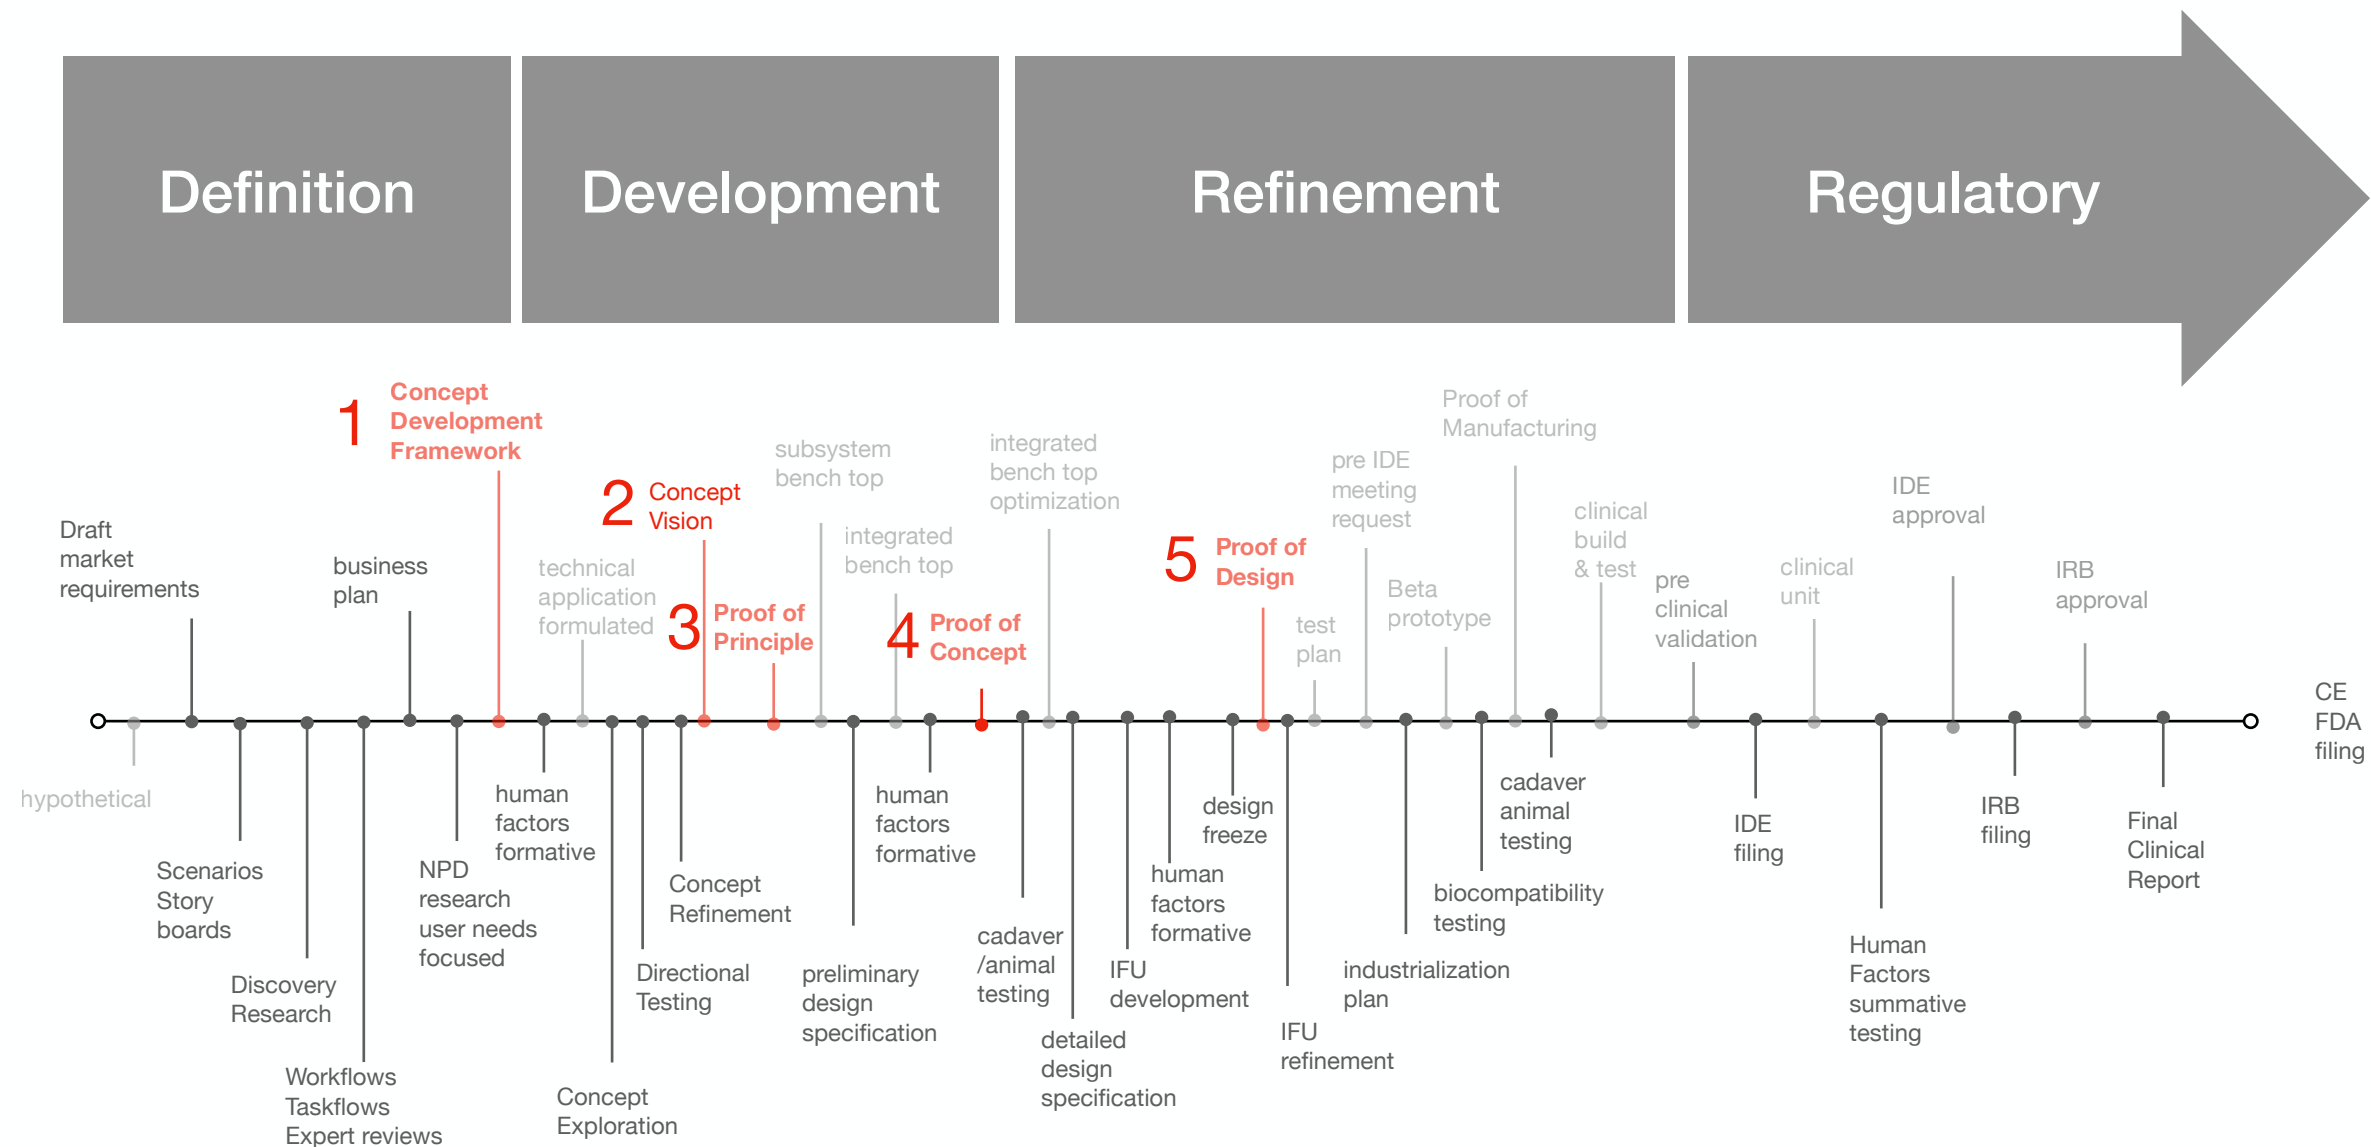 Definition
Development
Refinement
Regulatory
1
Concept
Development
Framework
2
Concept
Vision
3
Proof of
Principle
4
Proof of
Concept
5
Proof of
Design
Draft
market
requirements
business
plan
technical
application
formulated
subsystem
bench top
integrated
bench top
integrated
bench top
optimization
test
plan
pre IDE
meeting
request
Beta
prototype
Proof of
Manufacturing
clinical
build
& test
pre
clinical
validation
clinical
unit
IDE
approval
IRB
approval
CE
FDA
filing
hypothetical
Scenarios
Story
boards
Discovery
Research
Workflows
Taskflows
Expert reviews
NPD
research
user needs
focused
human
factors
formative
Concept
Exploration
Directional
Testing
Concept
Refinement
preliminary
design
specification
human
factors
formative
cadaver
/animal
testing
detailed
design
specification
IFU
development
human
factors
formative
design
freeze
IFU
refinement
industrialization
plan
biocompatibility
testing
cadaver
animal
testing
IDE
filing
Human
Factors
summative
testing
IRB
filing
Final
Clinical
Report